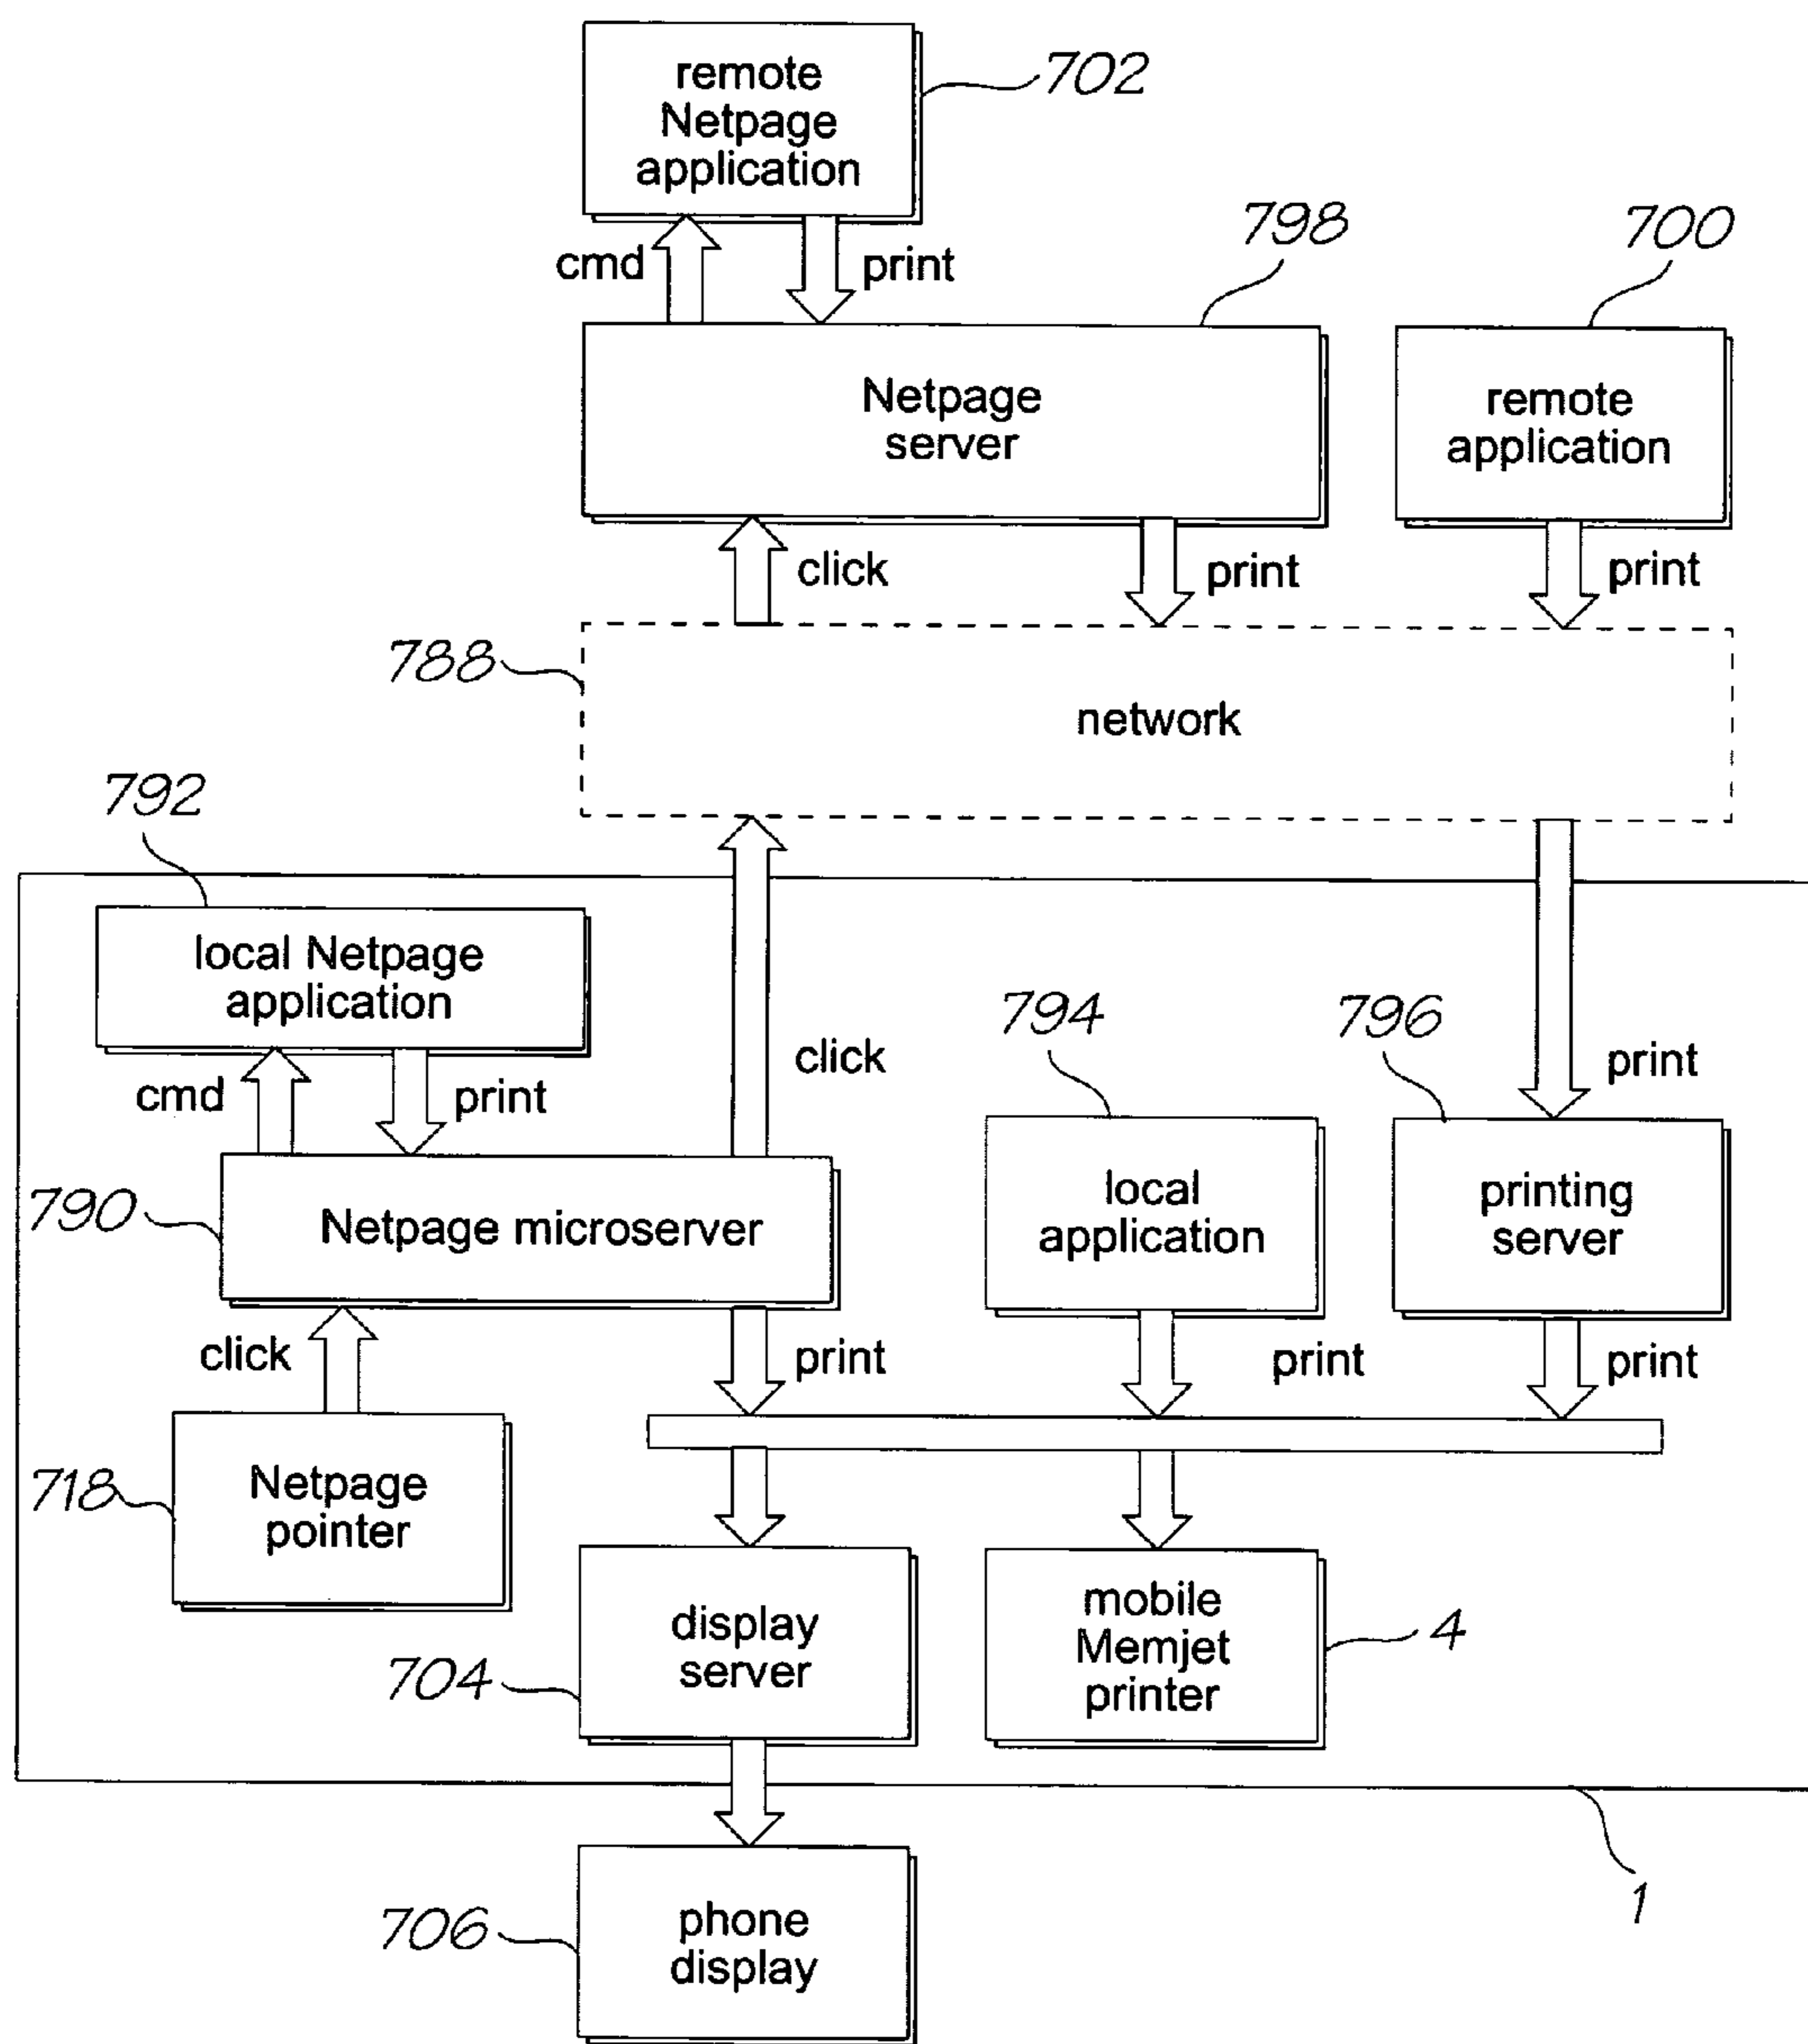 remote
Netpage
application
702
cmd
print
798
700
Netpage
server
remote
application
click
print
print
788
network
792
local Netpage
application
794
796
click
print
cmd
print
790
Netpage microserver
local
application
printing
server
click
print
print
print
718
Netpage
pointer
display
server
704
mobile
Memjet
printer
4
706
phone
display
1